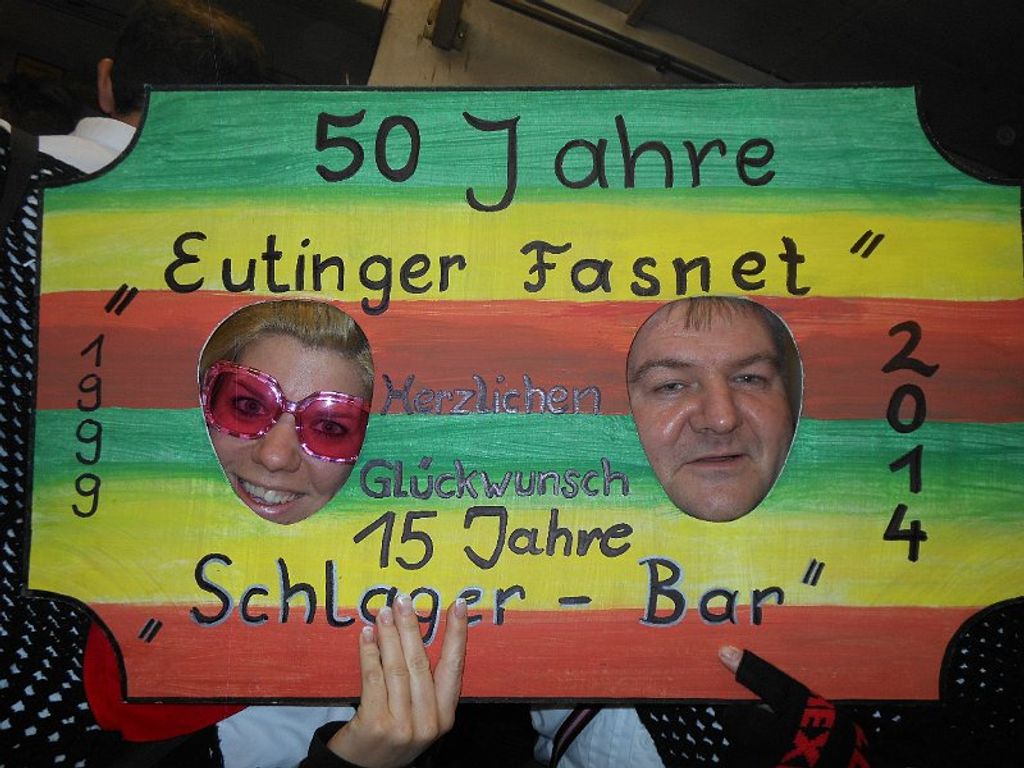 50 Jahre
" Eutinger Fasnet "
1999
2014
Herzlichen
Glückwunsch
15 Jahre
" Schlager - Bar "